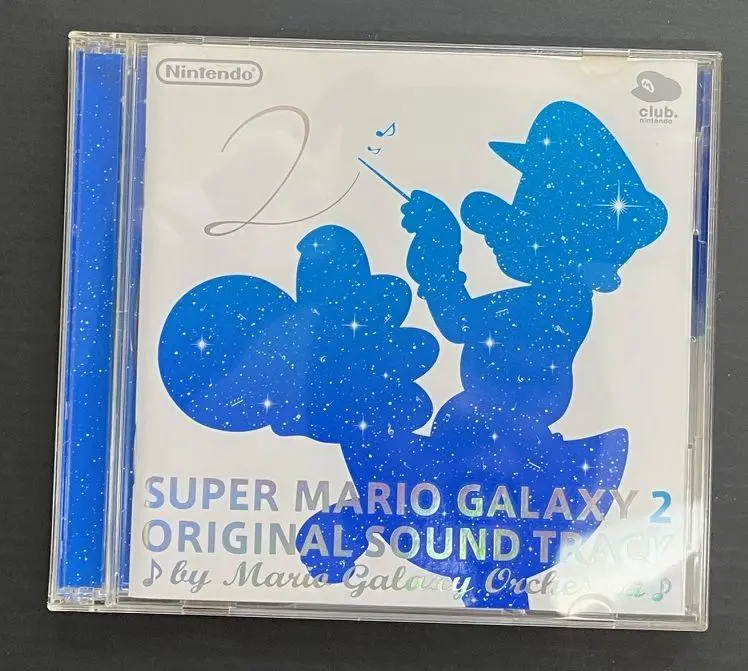 Nintendo®
club.
nintendo
2
SUPER MARIO GALAXY 2
ORIGINAL SOUND TRACK
♪ by Mario Galaxy Orchestra ♪